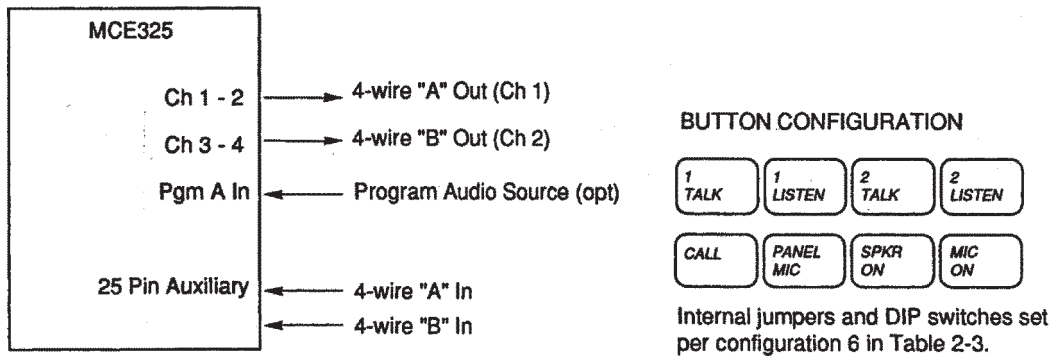 MCE325
Ch 1 - 2
4-wire "A" Out (Ch 1)
Ch 3 - 4
4-wire "B" Out (Ch 2)
Pgm A In
Program Audio Source (opt)
25 Pin Auxiliary
4-wire "A" In
4-wire "B" In
BUTTON CONFIGURATION
1 TALK
1 LISTEN
2 TALK
2 LISTEN
CALL
PANEL MIC
SPKR ON
MIC ON
Internal jumpers and DIP switches set
per configuration 6 in Table 2-3.